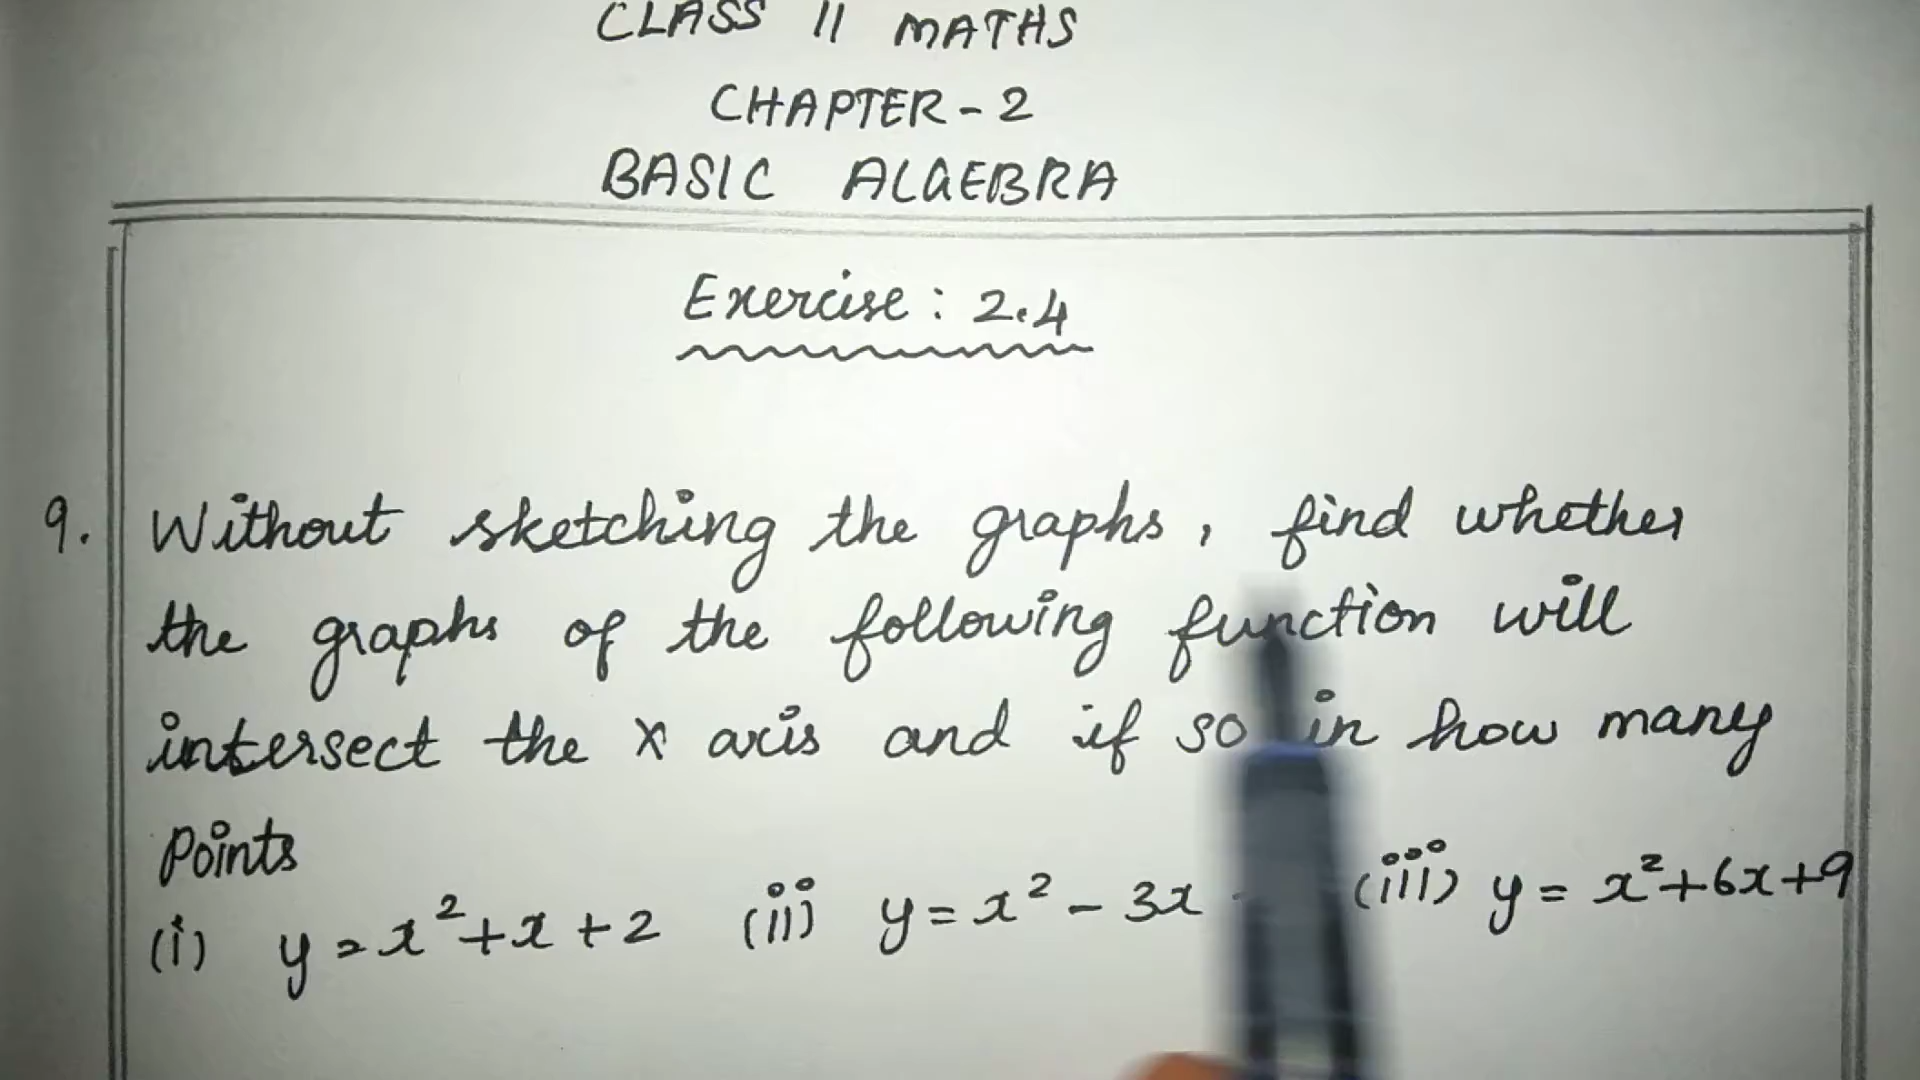 CLASS 11 MATHS
CHAPTER-2
BASIC ALGEBRA
Exercise: 2.4
9. Without sketching the graphs, find whether
the graphs of the following function will
intersect the x axis and if so in how many
Points
(i) y = x²+x+2 (ii) y = x² - 3x (iii) y = x²+6x+9